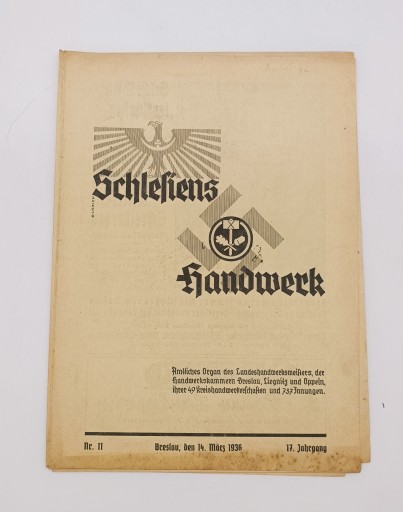 Schlesiens
Handwerk
Amtliches Organ des Landeshandwerksmeisters, der
Handwerkskammern Breslau, Liegnitz und Oppeln,
ihrer 49 Kreishandwerkerschaften und 737 Innungen.
Nr. 11 Breslau, den 14. März 1936 17. Jahrgang